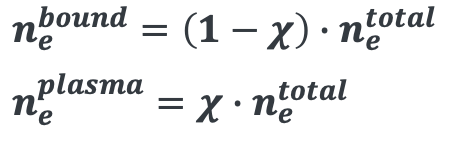 n_e^{bound} = (1 − χ) · n_e^{total}
n_e^{plasma} = χ · n_e^{total}